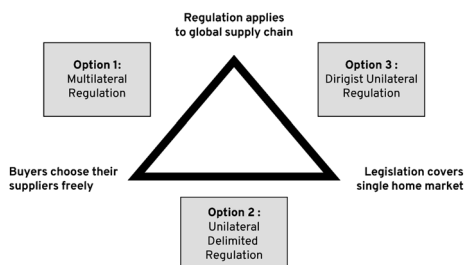 Regulation applies
to global supply chain
Option 1:
Multilateral
Regulation
Option 3 :
Dirigist Unilateral
Regulation
Buyers choose their
suppliers freely
Legislation covers
single home market
Option 2 :
Unilateral
Delimited
Regulation